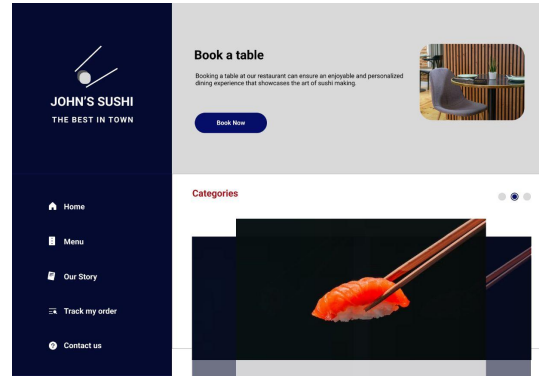 JOHN'S SUSHI
THE BEST IN TOWN
Home
Menu
Our Story
Track my order
Contact us
Book a table
Booking a table at our restaurant can ensure an enjoyable and personalized
dining experience that showcases the art of sushi making.
Book Now
Categories